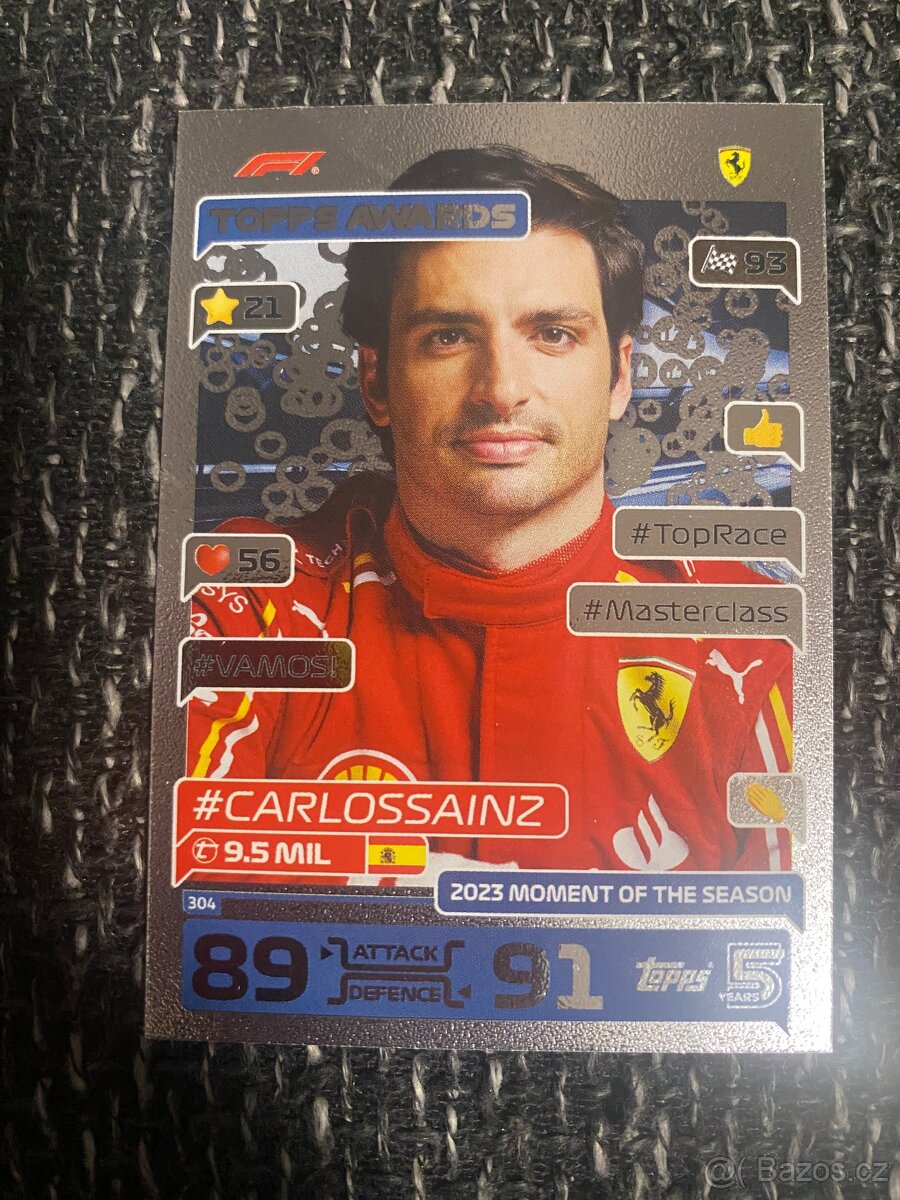 F1
TOPPS AWARDS
93
21
#TopRace
56
#Masterclass
#VAMOS!
S F
#CARLOSSAINZ
9.5 MIL
2023 MOMENT OF THE SEASON
304
89
ATTACK
DEFENCE
91
topps
5
YEARS
@( Bazos.cz